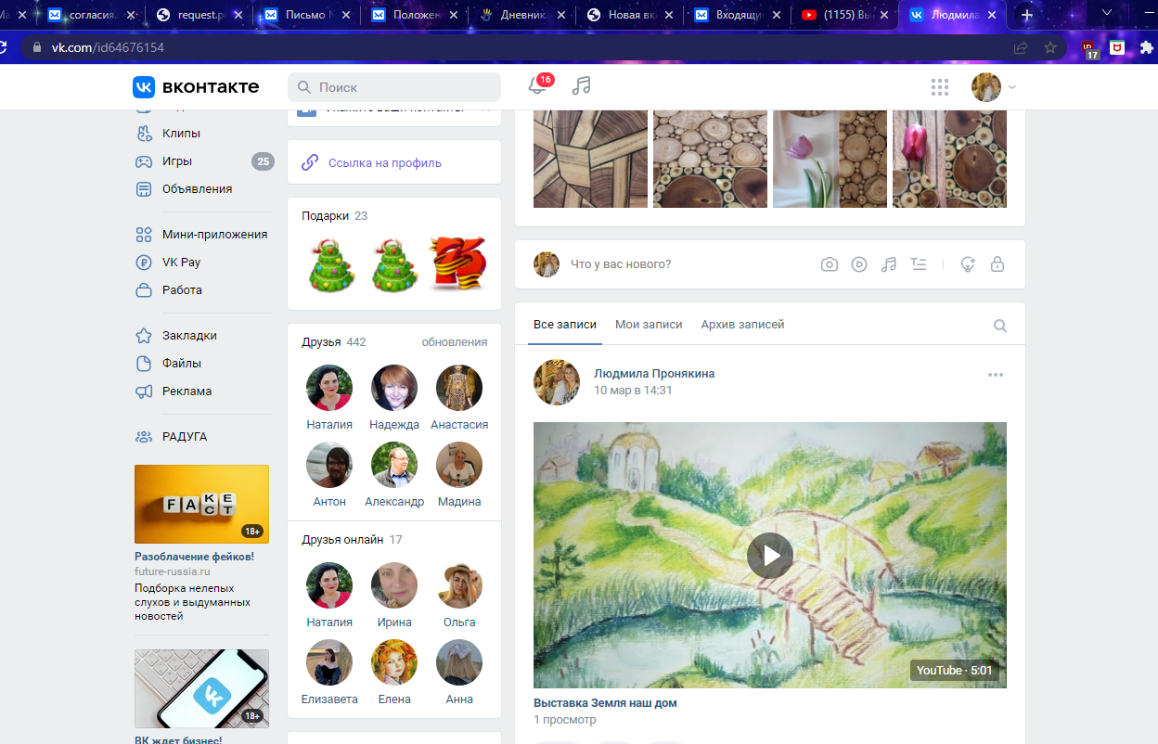 согласия.
request.p
Письмо N
Положен
Дневник.
Новая вк
Входящи
(1155) Вы
Людмила
vk.com/id64676154
17
ВКОНТАКТЕ
Поиск
16
Клипы
Игры 25
Объявления
Мини-приложения
VK Pay
Работа
Закладки
Файлы
Реклама
РАДУГА
FAKE
CT
18+
Разоблачение фейков!
future-russia.ru
Подборка нелепых
слухов и выдуманных
новостей
18+
ВК ждет бизнес!
Ссылка на профиль
Подарки 23
Друзья 442 обновления
Наталия Надежда Анастасия
Антон Александр Мадина
Друзья онлайн 17
Наталия Ирина Ольга
Елизавета Елена Анна
Что у вас нового?
Все записи Мои записи Архив записей
Людмила Пронякина
10 мар в 14:31
YouTube · 5:01
Выставка Земля наш дом
1 просмотр